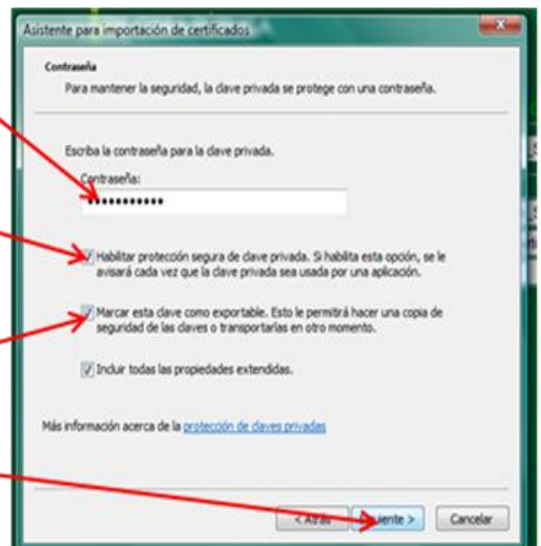 Asistente para importación de certificados
Contraseña
Para mantener la seguridad, la clave privada se protege con una contraseña.
Escriba la contraseña para la clave privada.
Contraseña:
•••••••••••
Habilitar protección segura de clave privada. Si habilita esta opción, se le
avisará cada vez que la clave privada sea usada por una aplicación.
Marcar esta clave como exportable. Esto le permitirá hacer una copia de
seguridad de las claves o transportarlas en otro momento.
Incluir todas las propiedades extendidas.
Más información acerca de la protección de claves privadas
< Atrás Siguiente > Cancelar